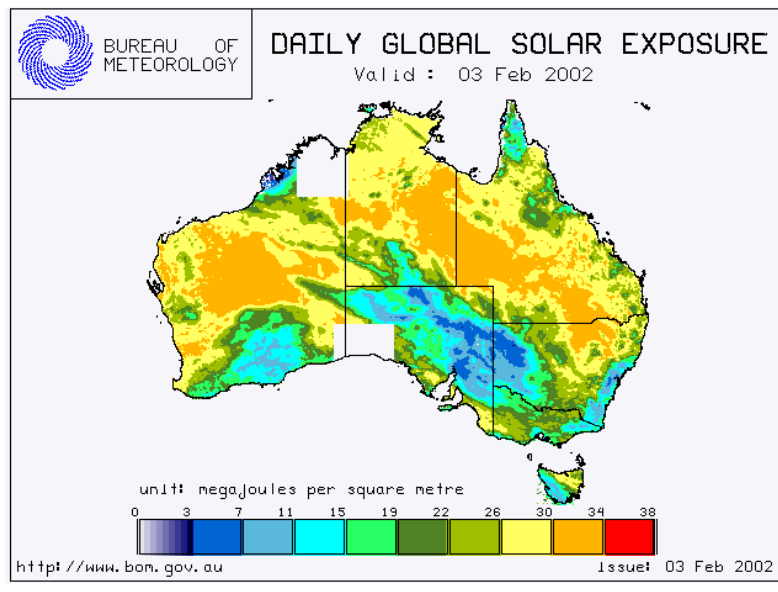 BUREAU OF
METEOROLOGY
DAILY GLOBAL SOLAR EXPOSURE
Valid : 03 Feb 2002
unit: megajoules per square metre
0 3 7 11 15 19 22 26 30 34 38
http://www.bom.gov.au
Issue: 03 Feb 2002